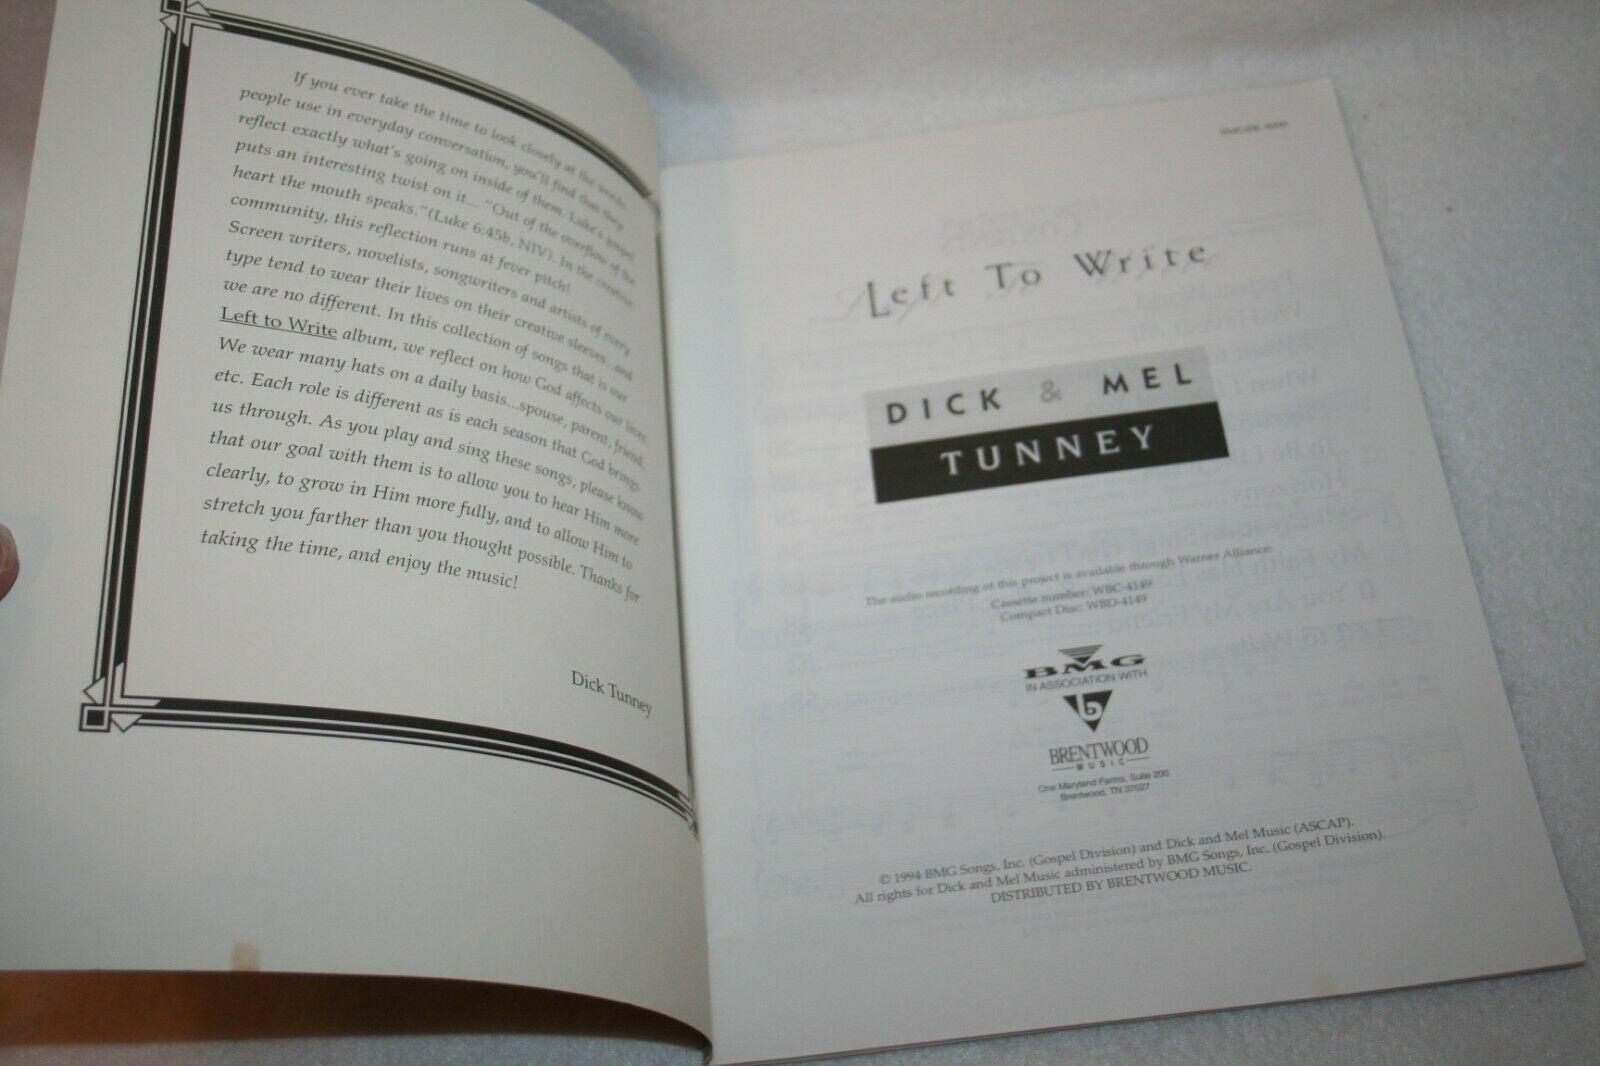 If you ever take the time to look closely at the words
people use in everyday conversation, you'll find that they
reflect exactly what's going on inside of them. Luke's gospel
puts an interesting twist on it... "Out of the overflow of the
heart the mouth speaks."(Luke 6:45b, NIV). In the creative
community, this reflection runs at fever pitch!
Screen writers, novelists, songwriters and artists of every
type tend to wear their lives on their creative sleeves...and
we are no different. In this collection of songs that is our
Left to Write album, we reflect on how God affects our lives.
We wear many hats on a daily basis...spouse, parent, friend,
etc. Each role is different as is each season that God brings
us through. As you play and sing these songs, please know
that our goal with them is to allow you to hear Him more
clearly, to grow in Him more fully, and to allow Him to
stretch you farther than you thought possible. Thanks for
taking the time, and enjoy the music!
Dick Tunney
BMGBK-9000
Left To Write
DICK & MEL
TUNNEY
The audio recording of this project is available through Warner Alliance:
Cassette number: WBC-4149
Compact Disc: WBD-4149
BMG
IN ASSOCIATION WITH
b
BRENTWOOD
MUSIC
One Maryland Farms, Suite 200
Brentwood, TN 37027
© 1994 BMG Songs, Inc. (Gospel Division) and Dick and Mel Music (ASCAP).
All rights for Dick and Mel Music administered by BMG Songs, Inc. (Gospel Division).
DISTRIBUTED BY BRENTWOOD MUSIC.